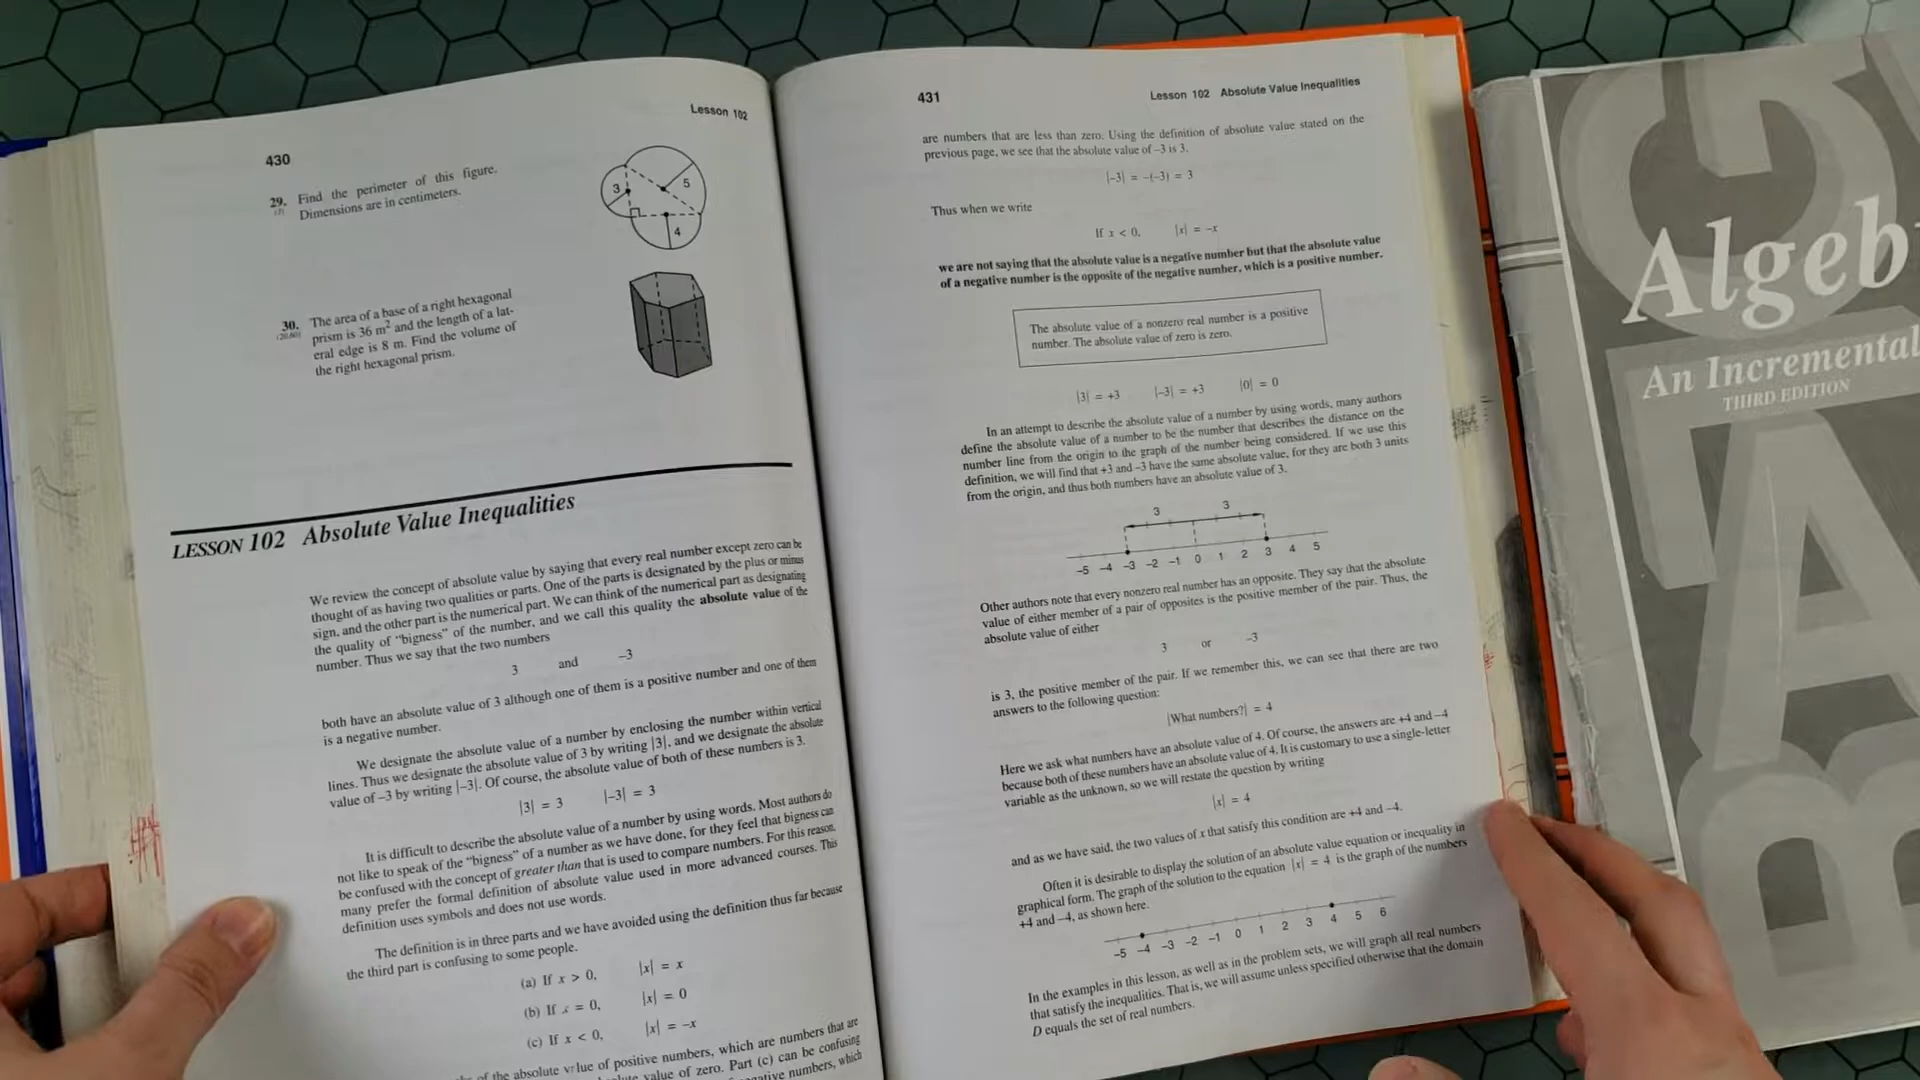 Lesson 102
430
29. Find the perimeter of this figure.
Dimensions are in centimeters.
3
5
4
30. The area of a base of a right hexagonal
prism is 36 m² and the length of a lat-
eral edge is 8 m. Find the volume of
the right hexagonal prism.
LESSON 102 Absolute Value Inequalities
We review the concept of absolute value by saying that every real number except zero can be
thought of as having two qualities or parts. One of the parts is designated by the plus or minus
sign, and the other part is the numerical part. We can think of the numerical part as designating
the quality of “bigness” of the number, and we call this quality the absolute value of the
number. Thus we say that the two numbers
3 and −3
both have an absolute value of 3 although one of them is a positive number and one of them
is a negative number.
We designate the absolute value of a number by enclosing the number within vertical
lines. Thus we designate the absolute value of 3 by writing |3|, and we designate the absolute
value of −3 by writing |−3|. Of course, the absolute value of both of these numbers is 3.
|3| = 3 |−3| = 3
It is difficult to describe the absolute value of a number by using words. Most authors do
not like to speak of the “bigness” of a number as we have done, for they feel that bigness can
be confused with the concept of greater than that is used to compare numbers. For this reason,
many prefer the formal definition of absolute value used in more advanced courses. This
definition uses symbols and does not use words.
The definition is in three parts and we have avoided using the definition thus far because
the third part is confusing to some people.
(a) If x > 0, |x| = x
(b) If x = 0, |x| = 0
(c) If x < 0, |x| = −x
of the absolute value of positive numbers, which are numbers that are
value of zero. Part (c) can be confusing
numbers, which
431
Lesson 102 Absolute Value Inequalities
are numbers that are less than zero. Using the definition of absolute value stated on the
previous page, we see that the absolute value of −3 is 3.
|−3| = −(−3) = 3
Thus when we write
If x < 0, |x| = −x
we are not saying that the absolute value is a negative number but that the absolute value
of a negative number is the opposite of the negative number, which is a positive number.
The absolute value of a nonzero real number is a positive
number. The absolute value of zero is zero.
|3| = +3 |−3| = +3 |0| = 0
In an attempt to describe the absolute value of a number by using words, many authors
define the absolute value of a number to be the number that describes the distance on the
number line from the origin to the graph of the number being considered. If we use this
definition, we will find that +3 and −3 have the same absolute value, for they are both 3 units
from the origin, and thus both numbers have an absolute value of 3.
3 3
−5 −4 −3 −2 −1 0 1 2 3 4 5
Other authors note that every nonzero real number has an opposite. They say that the absolute
value of either member of a pair of opposites is the positive member of the pair. Thus, the
absolute value of either
3 or −3
is 3, the positive member of the pair. If we remember this, we can see that there are two
answers to the following question:
|What numbers?| = 4
Here we ask what numbers have an absolute value of 4. Of course, the answers are +4 and −4
because both of these numbers have an absolute value of 4. It is customary to use a single-letter
variable as the unknown, so we will restate the question by writing
|x| = 4
and as we have said, the two values of x that satisfy this condition are +4 and −4.
Often it is desirable to display the solution of an absolute value equation or inequality in
graphical form. The graph of the solution to the equation |x| = 4 is the graph of the numbers
+4 and −4, as shown here.
−5 −4 −3 −2 −1 0 1 2 3 4 5 6
In the examples in this lesson, as well as in the problem sets, we will graph all real numbers
that satisfy the inequalities. That is, we will assume unless specified otherwise that the domain
D equals the set of real numbers.
Algeb
An Incremental
THIRD EDITION